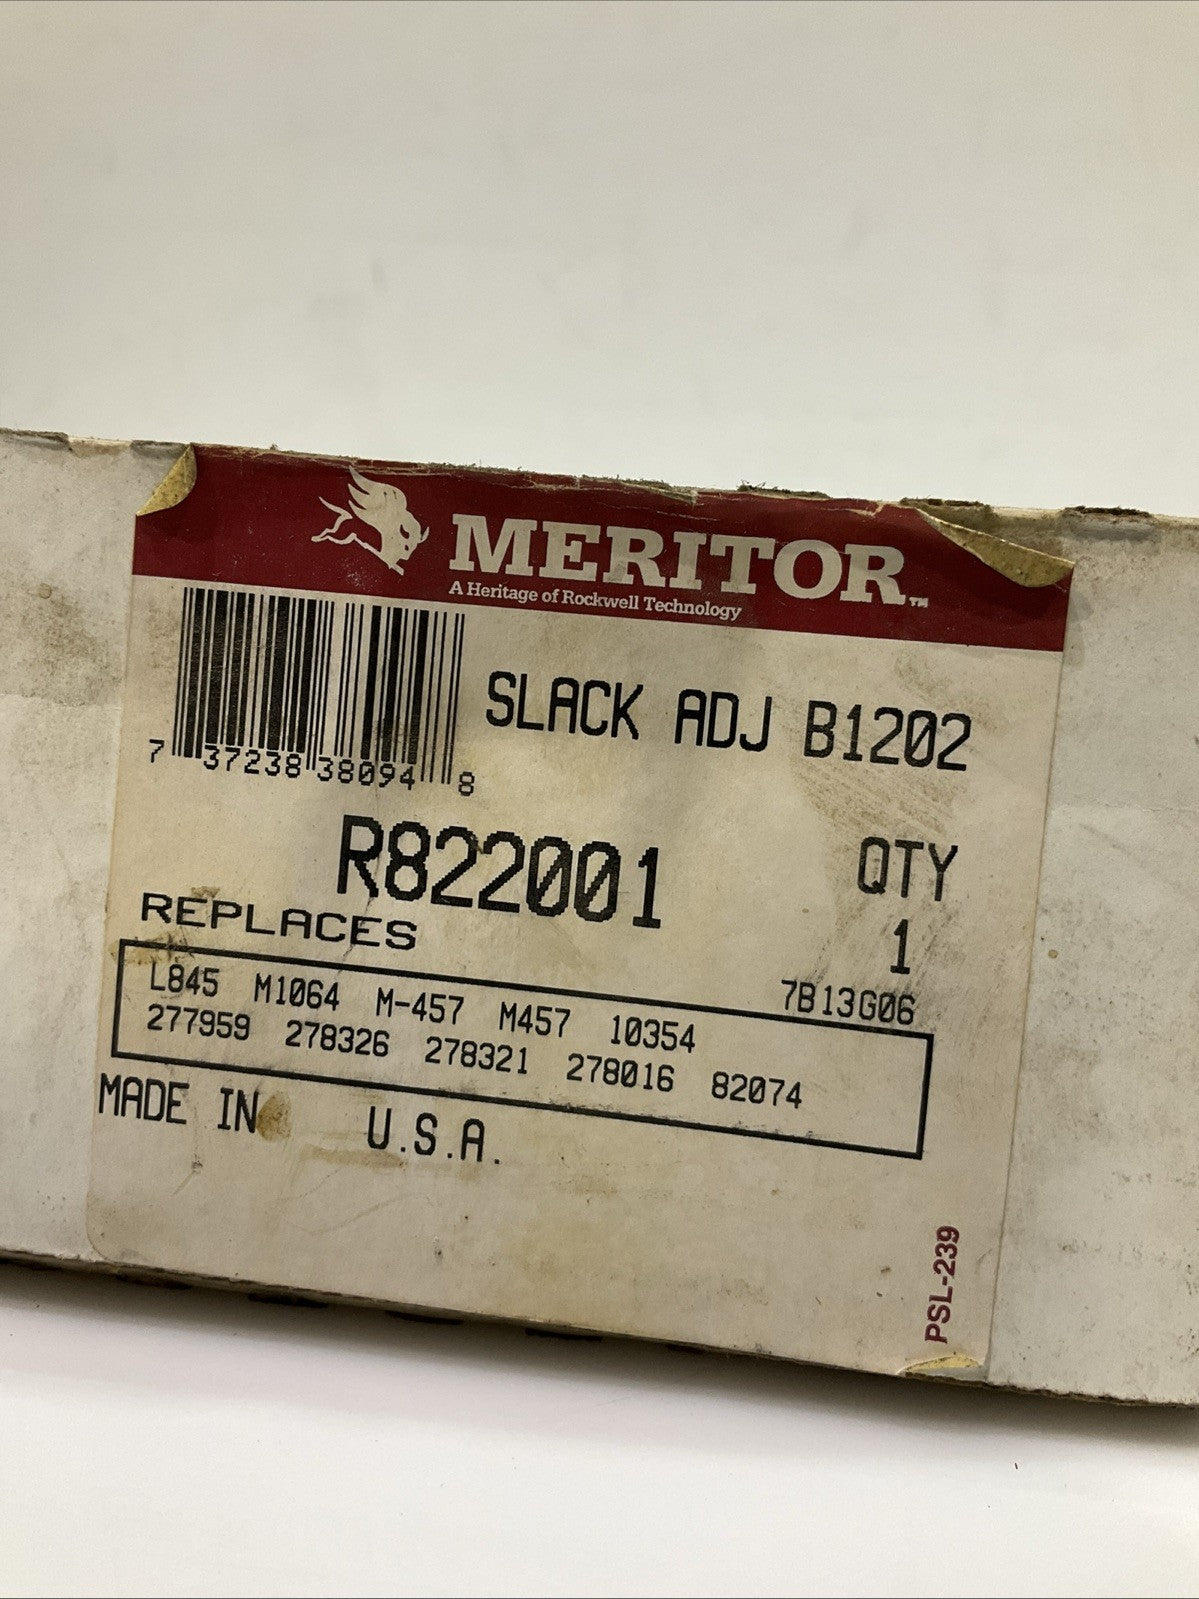 MERITOR™
A Heritage of Rockwell Technology
SLACK ADJ B1202
7 37238 38094 8
R822001
QTY
1
REPLACES
7B13G06
L845 M1064 M-457 M457 10354
277959 278326 278321 278016 82074
MADE IN U.S.A.
PSL-239